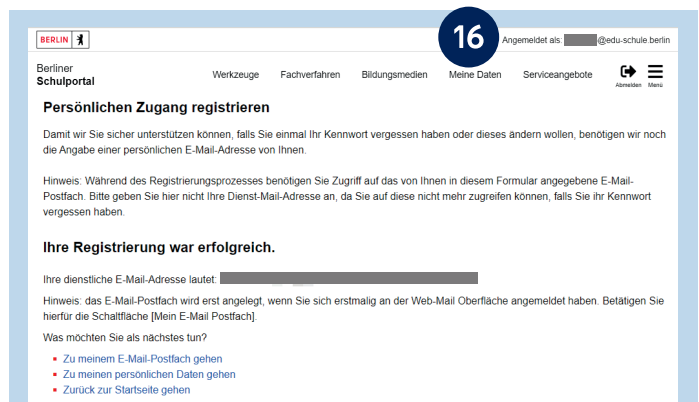 BERLIN
16
Angemeldet als: @edu-schule berlin
Berliner
Schulportal
Werkzeuge Fachverfahren Bildungsmedien Meine Daten Serviceangebote
Abmelden Menü
Persönlichen Zugang registrieren
Damit wir Sie sicher unterstützen können, falls Sie einmal Ihr Kennwort vergessen haben oder dieses ändern wollen, benötigen wir noch
die Angabe einer persönlichen E-Mail-Adresse von Ihnen.
Hinweis: Während des Registrierungsprozesses benötigen Sie Zugriff auf das von Ihnen in diesem Formular angegebene E-Mail-
Postfach. Bitte geben Sie hier nicht Ihre Dienst-Mail-Adresse an, da Sie auf diese nicht mehr zugreifen können, falls Sie ihr Kennwort
vergessen haben.
Ihre Registrierung war erfolgreich.
Ihre dienstliche E-Mail-Adresse lautet:
Hinweis: das E-Mail-Postfach wird erst angelegt, wenn Sie sich erstmalig an der Web-Mail Oberfläche angemeldet haben. Betätigen Sie
hierfür die Schaltfläche [Mein E-Mail Postfach].
Was möchten Sie als nächstes tun?
Zu meinem E-Mail-Postfach gehen
Zu meinen persönlichen Daten gehen
Zurück zur Startseite gehen